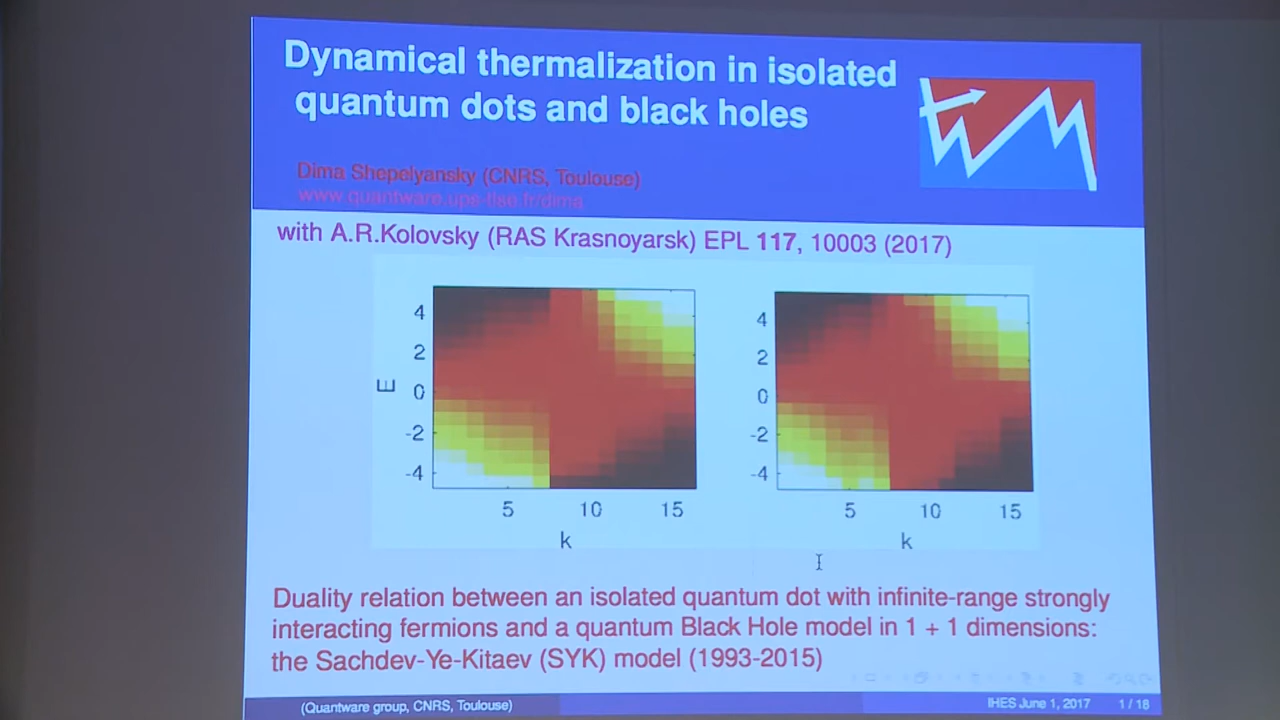 Dynamical thermalization in isolated
quantum dots and black holes
Dima Shepelyansky (CNRS, Toulouse)
www.quantware.ups-tlse.fr/dima
with A.R.Kolovsky (RAS Krasnoyarsk) EPL 117, 10003 (2017)
4
2
E 0
-2
-4
5 10 15
k
4
2
0
-2
-4
5 10 15
k
Duality relation between an isolated quantum dot with infinite-range strongly
interacting fermions and a quantum Black Hole model in 1 + 1 dimensions:
the Sachdev-Ye-Kitaev (SYK) model (1993-2015)
(Quantware group, CNRS, Toulouse) IHES June 1, 2017 1 / 18